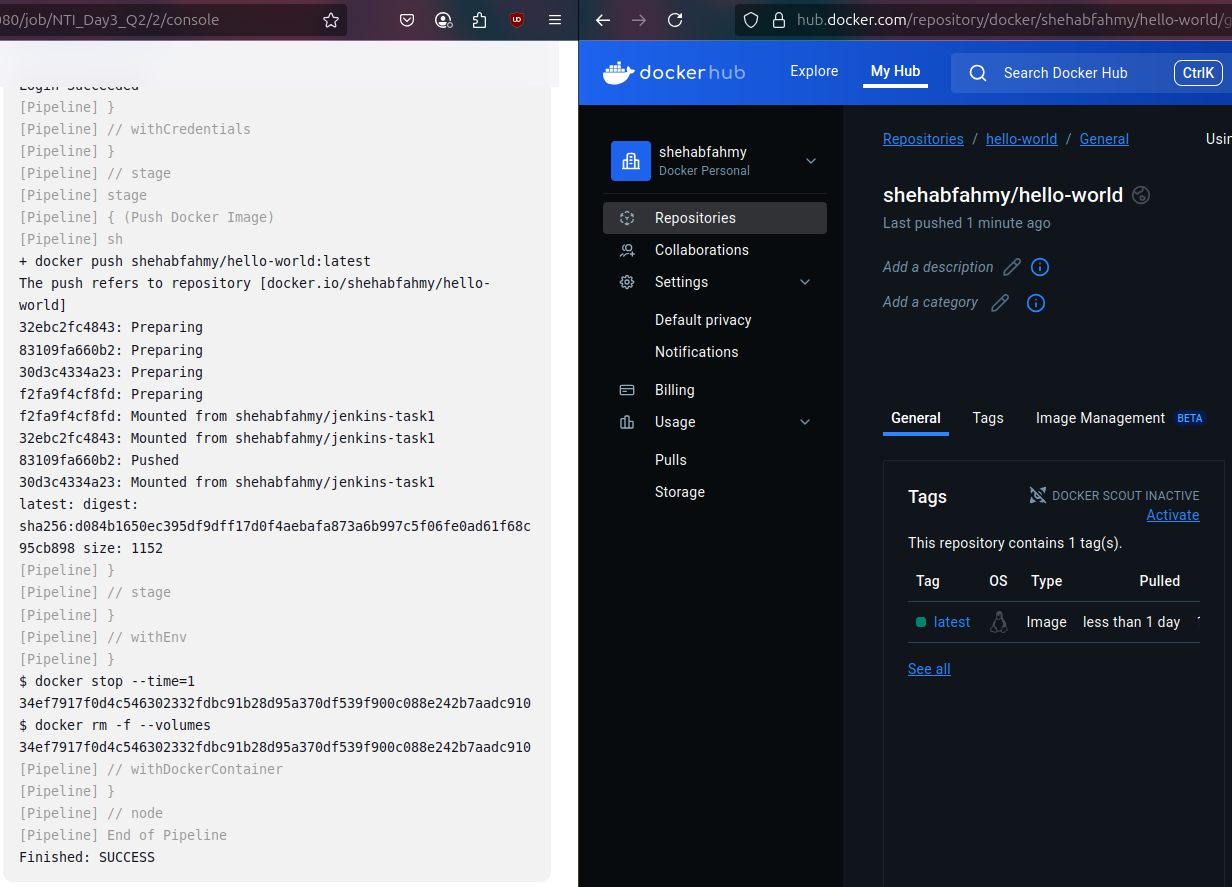 080/job/NTI_Day3_Q2/2/console
[Pipeline] }
[Pipeline] // withCredentials
[Pipeline] }
[Pipeline] // stage
[Pipeline] stage
[Pipeline] { (Push Docker Image)
[Pipeline] sh
+ docker push shehabfahmy/hello-world:latest
The push refers to repository [docker.io/shehabfahmy/hello-
world]
32ebc2fc4843: Preparing
83109fa660b2: Preparing
30d3c4334a23: Preparing
f2fa9f4cf8fd: Preparing
f2fa9f4cf8fd: Mounted from shehabfahmy/jenkins-task1
32ebc2fc4843: Mounted from shehabfahmy/jenkins-task1
83109fa660b2: Pushed
30d3c4334a23: Mounted from shehabfahmy/jenkins-task1
latest: digest:
sha256:d084b1650ec395df9dff17d0f4aebafa873a6b997c5f06fe0ad61f68c
95cb898 size: 1152
[Pipeline] }
[Pipeline] // stage
[Pipeline] }
[Pipeline] // withEnv
[Pipeline] }
$ docker stop --time=1
34ef7917f0d4c546302332fdbc91b28d95a370df539f900c088e242b7aadc910
$ docker rm -f --volumes
34ef7917f0d4c546302332fdbc91b28d95a370df539f900c088e242b7aadc910
[Pipeline] // withDockerContainer
[Pipeline] }
[Pipeline] // node
[Pipeline] End of Pipeline
Finished: SUCCESS
hub.docker.com/repository/docker/shehabfahmy/hello-world/g
dockerhub
Explore
My Hub
Search Docker Hub
CtrlK
shehabfahmy
Docker Personal
Repositories
Collaborations
Settings
Default privacy
Notifications
Billing
Usage
Pulls
Storage
Repositories / hello-world / General
Usin
shehabfahmy/hello-world
Last pushed 1 minute ago
Add a description
Add a category
General Tags Image Management BETA
Tags
DOCKER SCOUT INACTIVE
Activate
This repository contains 1 tag(s).
Tag OS Type Pulled
latest Image less than 1 day
See all